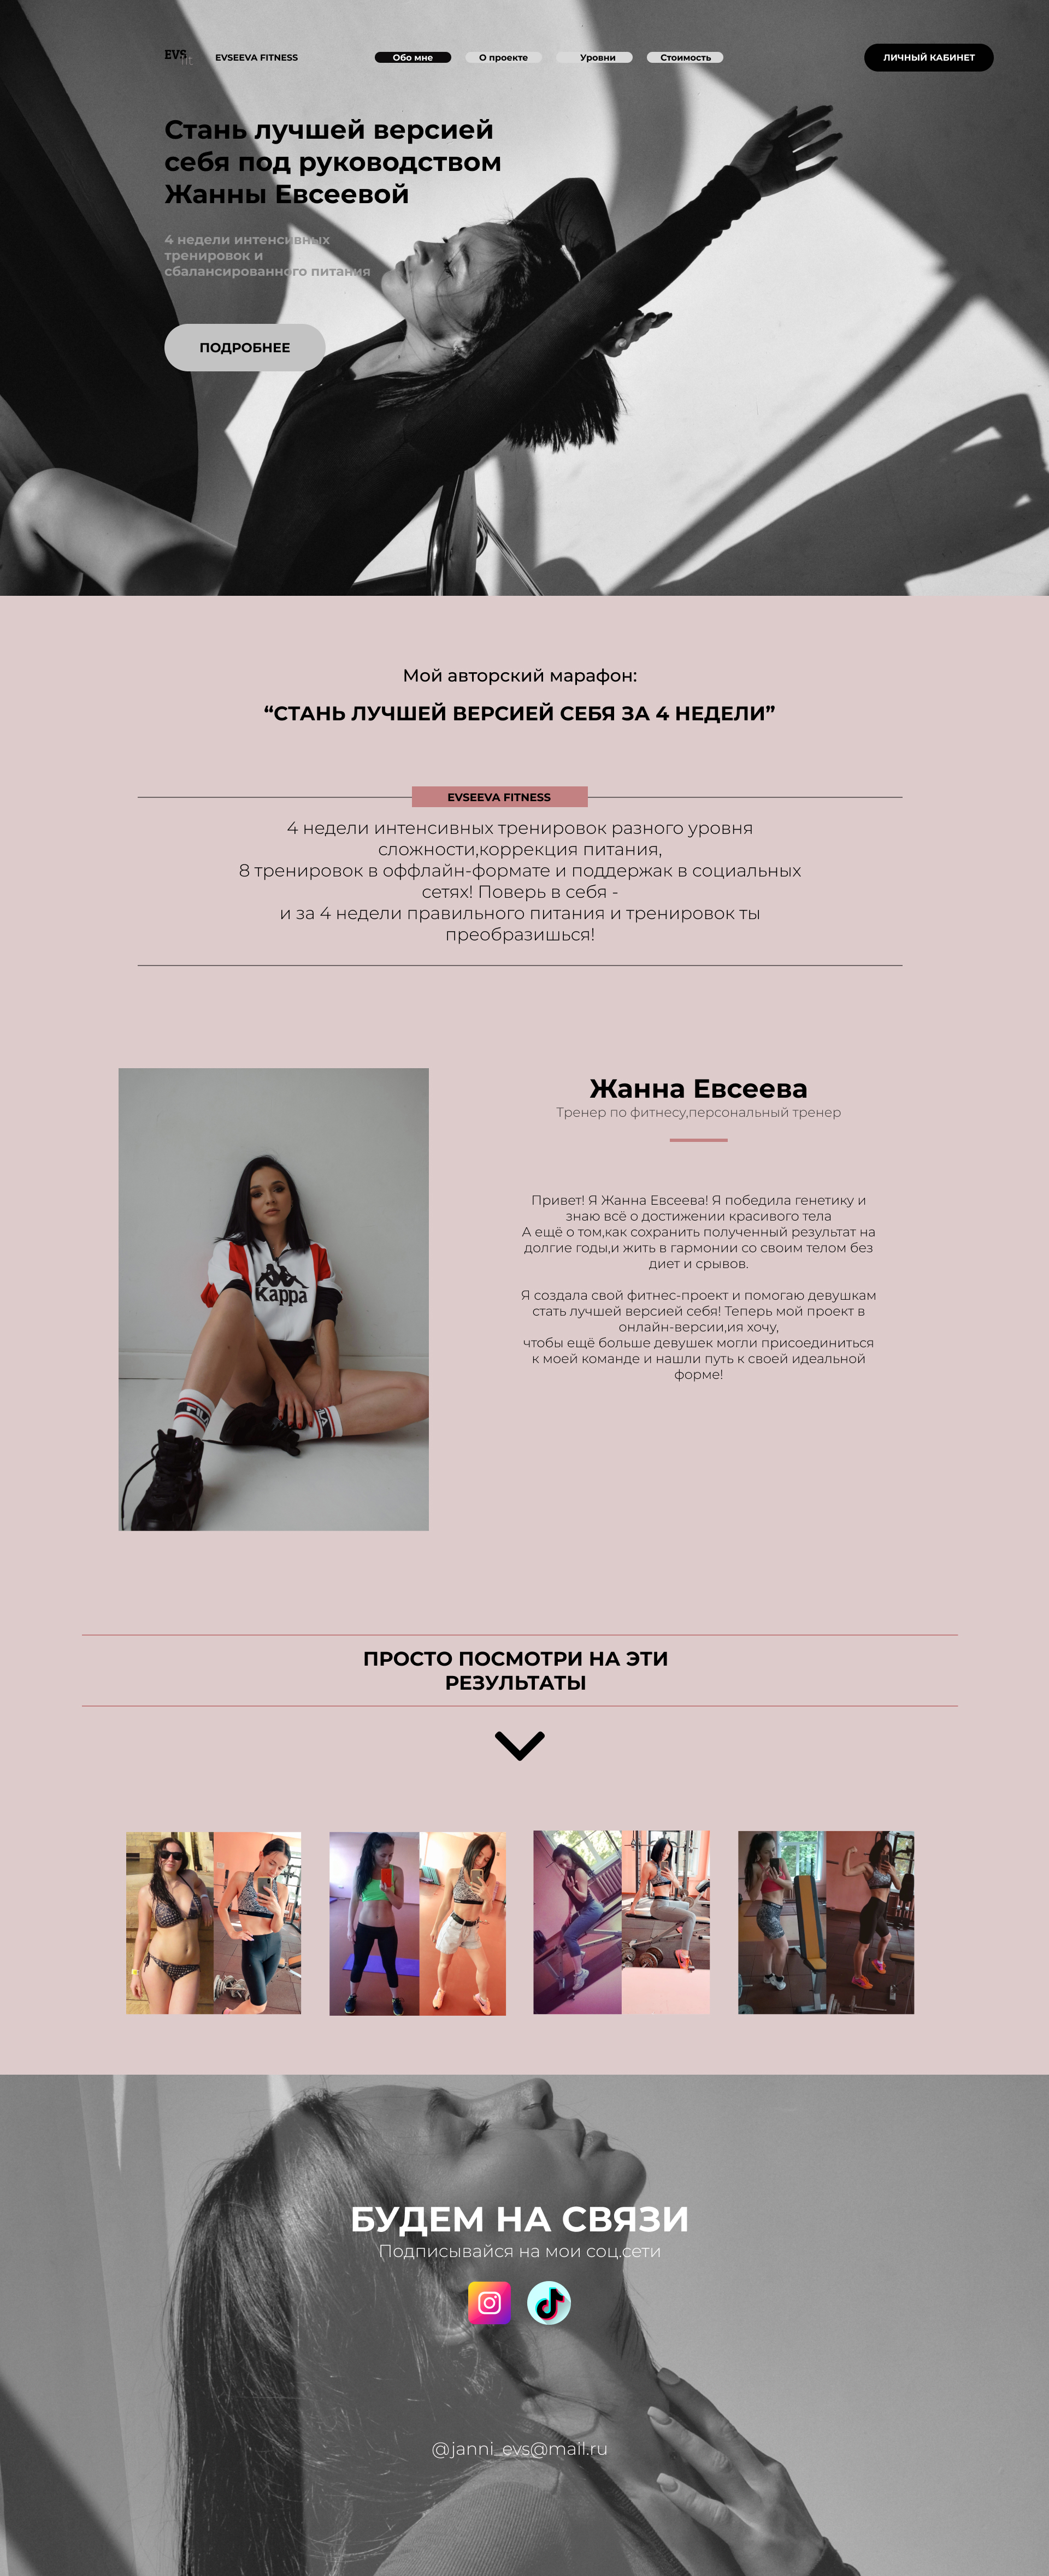 EVS
fit
EVSEEVA FITNESS
Обо мне
О проекте
Уровни
Стоимость
ЛИЧНЫЙ КАБИНЕТ
Стань лучшей версией
себя под руководством
Жанны Евсеевой
4 недели интенсивных
тренировок и
сбалансированного питания
ПОДРОБНЕЕ
Мой авторский марафон:
“СТАНЬ ЛУЧШЕЙ ВЕРСИЕЙ СЕБЯ ЗА 4 НЕДЕЛИ”
EVSEEVA FITNESS
4 недели интенсивных тренировок разного уровня
сложности,коррекция питания,
8 тренировок в оффлайн-формате и поддержак в социальных
сетях! Поверь в себя -
и за 4 недели правильного питания и тренировок ты
преобразишься!
Kappa
FILA
FILA
Жанна Евсеева
Тренер по фитнесу,персональный тренер
Привет! Я Жанна Евсеева! Я победила генетику и
знаю всё о достижении красивого тела
А ещё о том,как сохранить полученный результат на
долгие годы,и жить в гармонии со своим телом без
диет и срывов.
Я создала свой фитнес-проект и помогаю девушкам
стать лучшей версией себя! Теперь мой проект в
онлайн-версии,ия хочу,
чтобы ещё больше девушек могли присоединиться
к моей команде и нашли путь к своей идеальной
форме!
ПРОСТО ПОСМОТРИ НА ЭТИ
РЕЗУЛЬТАТЫ
БУДЕМ НА СВЯЗИ
Подписывайся на мои соц.сети
@janni_evs@mail.ru